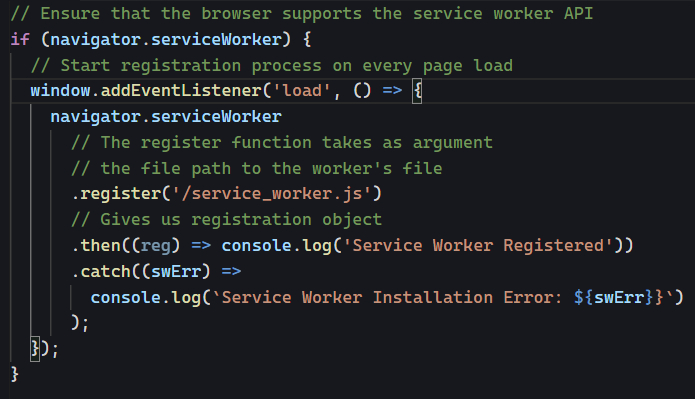 // Ensure that the browser supports the service worker API
if (navigator.serviceWorker) {
  // Start registration process on every page load
  window.addEventListener('load', () => {
    navigator.serviceWorker
      // The register function takes as argument
      // the file path to the worker's file
      .register('/service_worker.js')
      // Gives us registration object
      .then((reg) => console.log('Service Worker Registered'))
      .catch((swErr) =>
        console.log(`Service Worker Installation Error: ${swErr}}`)
      );
  });
}